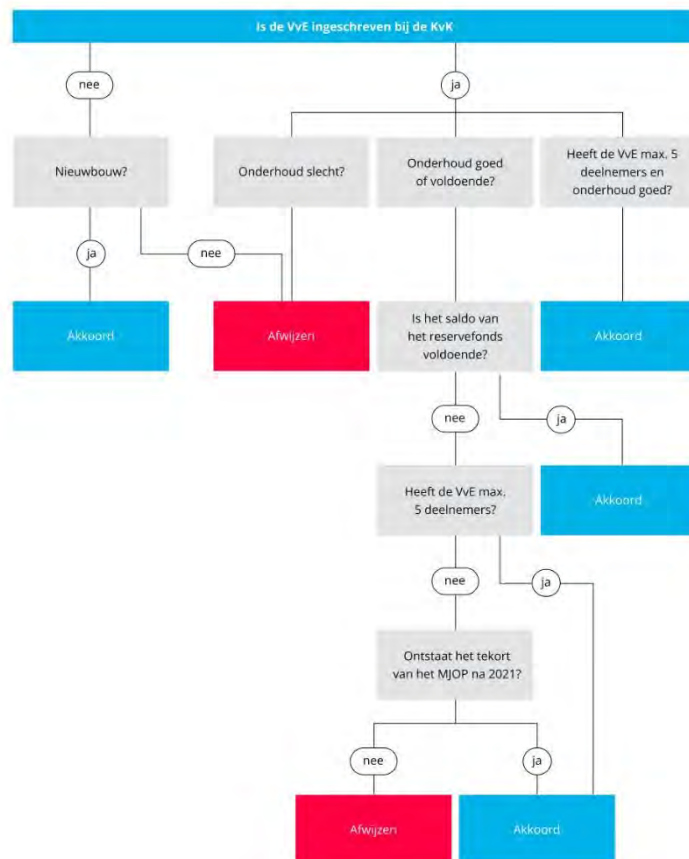 Is de VvE ingeschreven bij de KvK
nee
ja
Nieuwbouw?
Onderhoud slecht?
Onderhoud goed
of voldoende?
Heeft de VvE max. 5
deelnemers en
onderhoud goed?
ja
nee
Akkoord
Afwijzen
Is het saldo van
het reservefonds
voldoende?
Akkoord
nee
ja
Heeft de VvE max.
5 deelnemers?
Akkoord
nee
ja
Ontstaat het tekort
van het MJOP na 2021?
nee
ja
Afwijzen
Akkoord